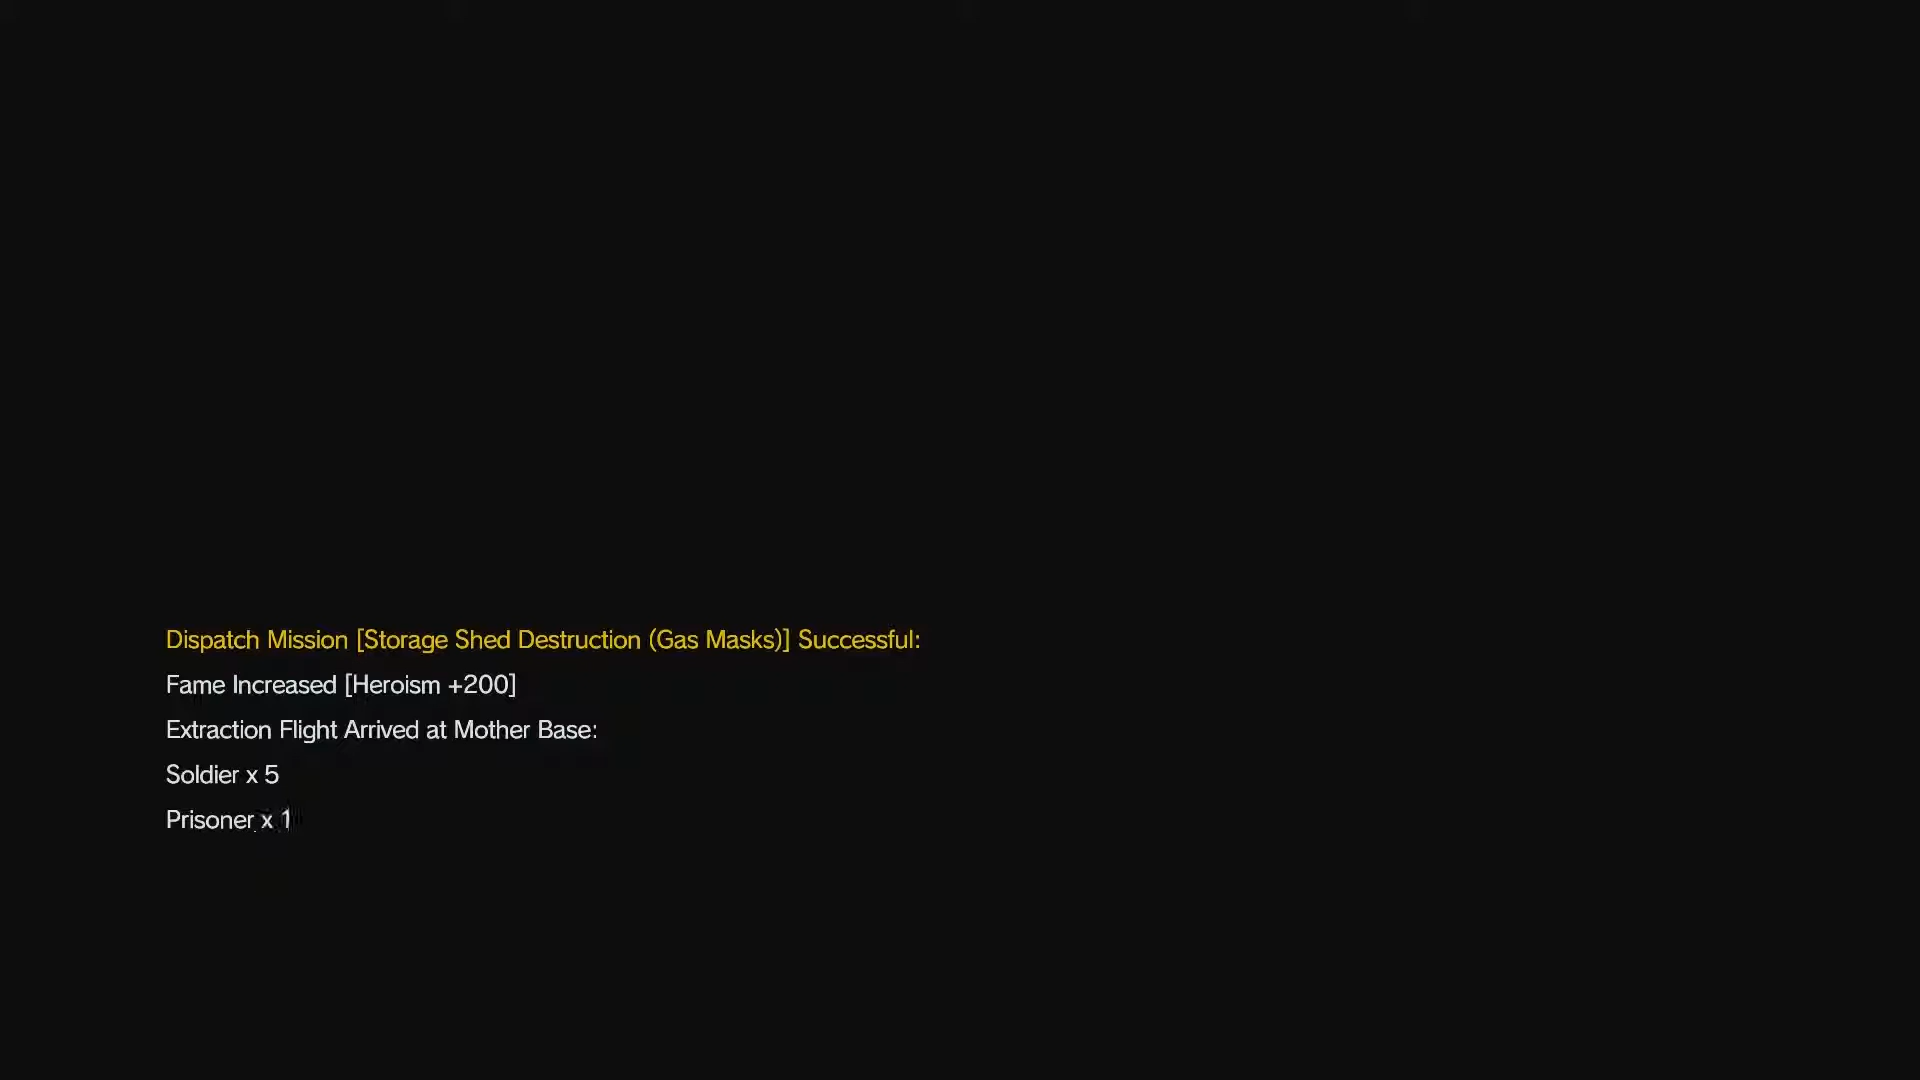 Dispatch Mission [Storage Shed Destruction (Gas Masks)] Successful:
Fame Increased [Heroism +200]
Extraction Flight Arrived at Mother Base:
Soldier x 5
Prisoner x 1